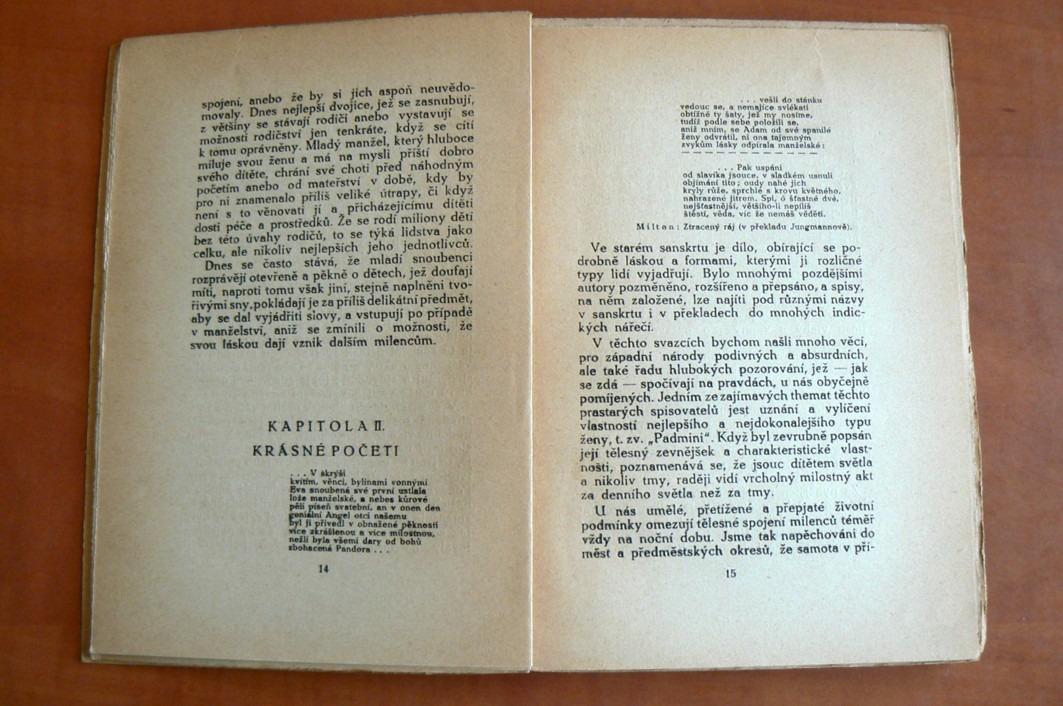 spojení, anebo že by si jich aspoň neuvědo-
movaly. Dnes nejlepší dvojice, jež se zasnubují,
z většiny se stávají rodiči anebo vystavují se
možnosti rodičství jen tenkráte, když se cítí
k tomu oprávněny. Mladý manžel, který hluboce
miluje svou ženu a má na mysli příští dobro
svého dítěte, chrání své choti před náhodným
početím anebo od mateřství v době, kdy by
pro ni znamenalo příliš veliké útrapy, či když
není s to věnovati jí a přicházejícímu dítěti
dosti péče a prostředků. Že se rodí miliony dětí
bez této úvahy rodičů, to se týká lidstva jako
celku, ale nikoliv nejlepších jeho jednotlivců.
Dnes se často stává, že mladí snoubenci
rozprávějí otevřeně a pěkně o dětech, jež doufají
míti, naproti tomu však jiní, stejně naplněni tvo-
řivými sny, pokládají je za příliš delikátní předmět,
aby se dal vyjádřiti slovy, a vstupují po případě
v manželství, aniž se zmínili o možnosti, že
svou láskou dají vznik dalším milencům.
KAPITOLA II.
KRÁSNÉ POČETI
. . . V skrýši
kvítím, věnci, bylinami vonnými
Eva snoubená své první ustlala
lože manželské, a nebes kůrové
pěli píseň svatební, an v onen den
geniální Angel otci našemu
byl ji přivedl v obnažené pěknosti
více zkrášlenou a více milostnou,
nežli byla všemi dary od bohů
zbohacená Pandora . . .
14
. . . vešli do stánku
vedouc se, a nemajíce svlékati
obtížné ty šaty, jež my nosíme,
tudíž podle sebe položili se,
aniž mním, se Adam od své spanilé
ženy odvrátil, ni ona tajemným
zvykům lásky odpírala manželské :
— — — — — — — — — — — — — —
. . . Pak uspáni
od slavíka jsouce, v sladkém usnuli
objímání tito ; oudy nahé jich
kryly růže, sprchlé s krovu květného,
nahrazené jitrem. Spi, ó šťastné dvé,
nejšťastnější, většího-li nepíliš
štěstí, věda, víc že nemáš věděti.
Milton: Ztracený ráj (v překladu Jungmannově).
Ve starém sanskrtu je dílo, obírající se po-
drobně láskou a formami, kterými ji rozličné
typy lidí vyjadřují. Bylo mnohými pozdějšími
autory pozměněno, rozšířeno a přepsáno, a spisy,
na něm založené, lze najíti pod různými názvy
v sanskrtu i v překladech do mnohých indic-
kých nářečí.
V těchto svazcích bychom našli mnoho věcí,
pro západní národy podivných a absurdních,
ale také řadu hlubokých pozorování, jež — jak
se zdá — spočívají na pravdách, u nás obyčejně
pomíjených. Jedním ze zajímavých themat těchto
prastarých spisovatelů jest uznání a vylíčení
vlastností nejlepšího a nejdokonalejšího typu
ženy, t. zv. „Padmini“. Když byl zevrubně popsán
její tělesný zevnějšek a charakteristické vlast-
nosti, poznamenává se, že jsouc dítětem světla
a nikoliv tmy, raději vidí vrcholný milostný akt
za denního světla než za tmy.
U nás umělé, přetížené a přepjaté životní
podmínky omezují tělesné spojení milenců téměř
vždy na noční dobu. Jsme tak napěchováni do
měst a předměstských okresů, že samota v pří-
15